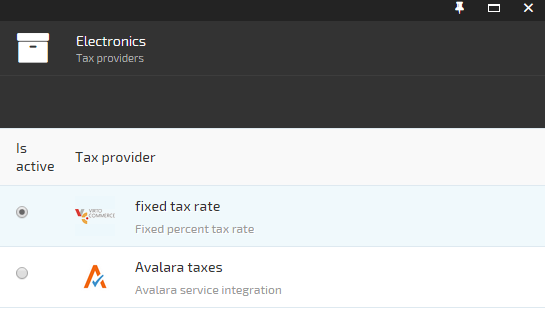 Electronics
Tax providers
Is
active
Tax provider
fixed tax rate
VIRTO
COMMERCE
Fixed percent tax rate
Avalara taxes
Avalara service integration